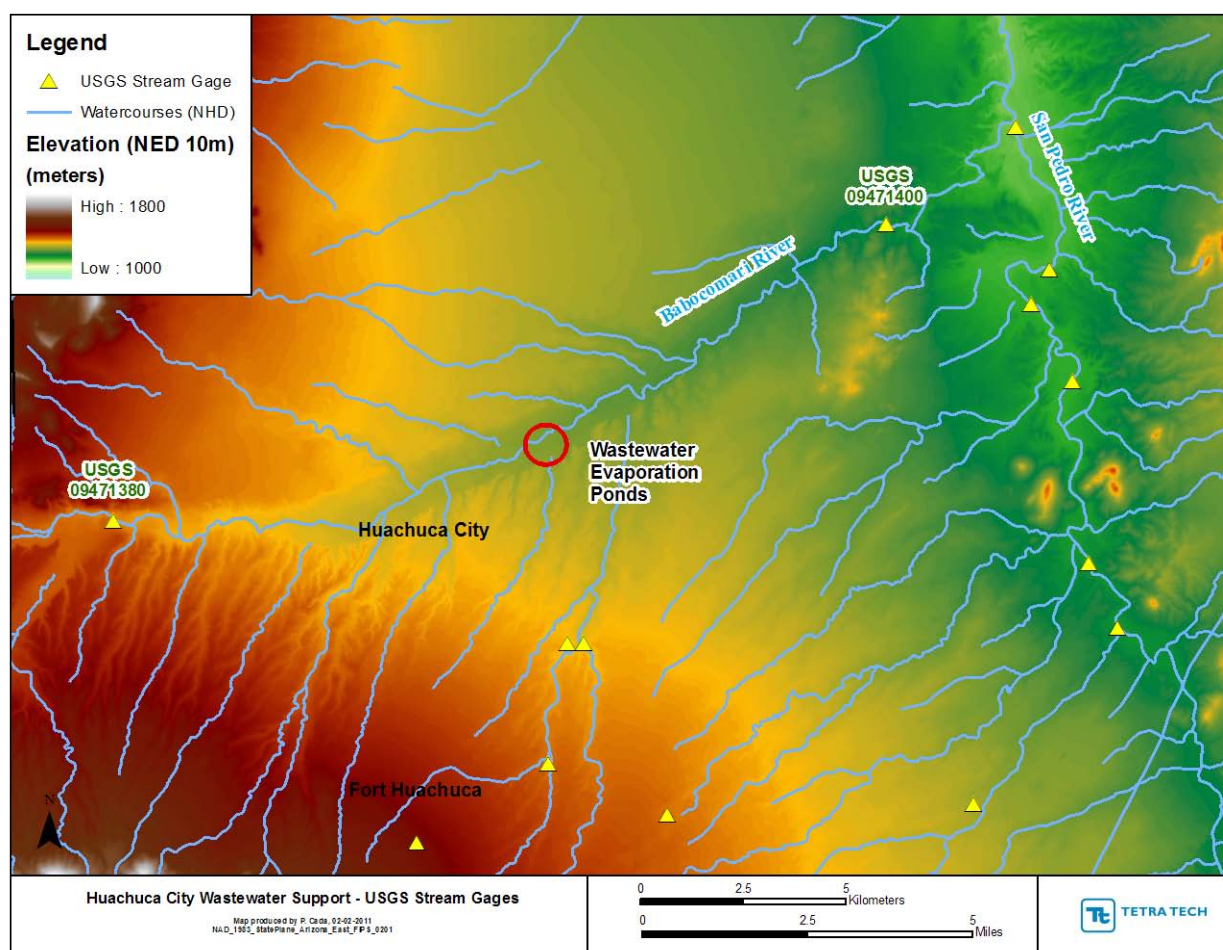 Legend
USGS Stream Gage
Watercourses (NHD)
Elevation (NED 10m)
(meters)
High : 1800
Low : 1000
USGS
09471400
San Pedro River
Babocomari River
Wastewater
Evaporation
Ponds
USGS
09471380
Huachuca City
Fort Huachuca
N
Huachuca City Wastewater Support - USGS Stream Gages
Map produced by P. Cada, 02-02-2011
NAD_1983_StatePlane_Arizona_East_FIPS_0201
0 2.5 5
Kilometers
0 2.5 5
Miles
Tt TETRA TECH